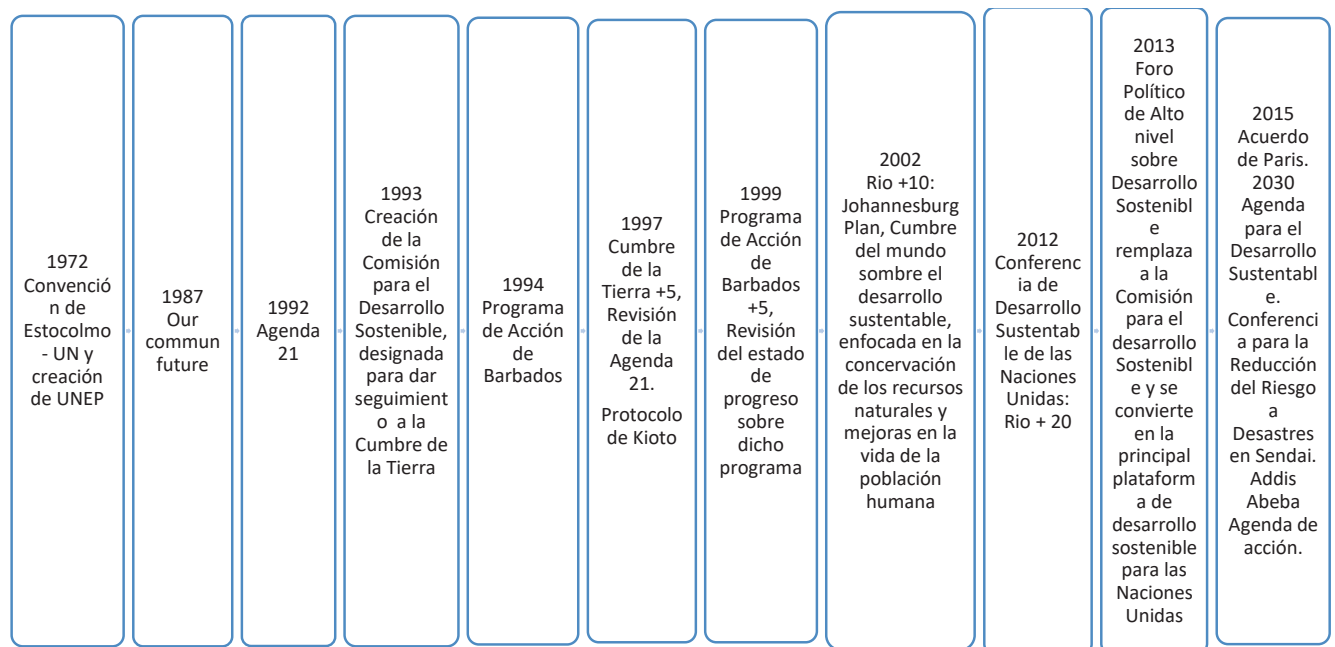 1972
Convenció
n de
Estocolmo
- UN y
creación
de UNEP
1987
Our
commun
future
1992
Agenda
21
1993
Creación
de la
Comisión
para el
Desarrollo
Sostenible,
designada
para dar
seguimient
o a la
Cumbre de
la Tierra
1994
Programa
de Acción
de
Barbados
1997
Cumbre
de la
Tierra +5,
Revisión
de la
Agenda
21.
Protocolo
de Kioto
1999
Programa
de Acción
de
Barbados
+5,
Revisión
del estado
de
progreso
sobre
dicho
programa
2002
Rio +10:
Johannesburg
Plan, Cumbre
del mundo
sombre el
desarrollo
sustentable,
enfocada en la
concervación
de los recursos
naturales y
mejoras en la
vida de la
población
humana
2012
Conferenc
ia de
Desarrollo
Sustentab
le de las
Naciones
Unidas:
Rio + 20
2013
Foro
Político
de Alto
nivel
sobre
Desarrollo
Sostenibl
e
remplaza
a la
Comisión
para el
desarrollo
Sostenibl
e y se
convierte
en la
principal
plataform
a de
desarrollo
sostenible
para las
Naciones
Unidas
2015
Acuerdo
de Paris.
2030
Agenda
para el
Desarrollo
Sustentabl
e.
Conferenci
a para la
Reducción
del Riesgo
a
Desastres
en Sendai.
Addis
Abeba
Agenda de
acción.